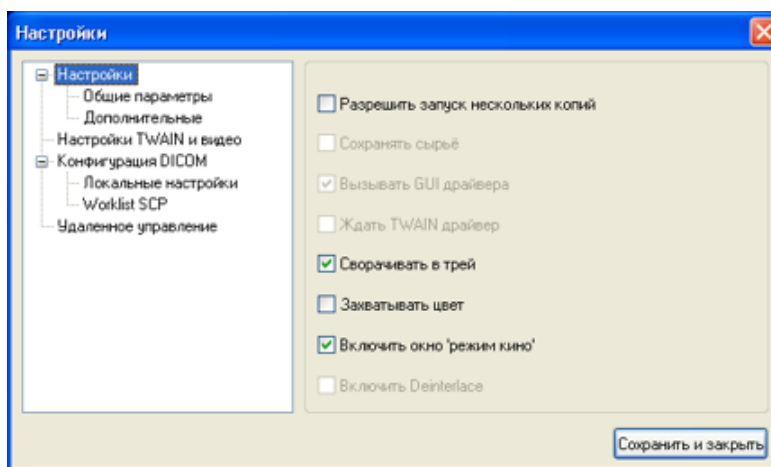 Настройки
Настройки
Общие параметры
Дополнительные
Настройки TWAIN и видео
Конфигурация DICOM
Локальные настройки
Worklist SCP
Удаленное управление
Разрешить запуск нескольких копий
Сохранять сырьё
Вызывать GUI драйвера
Ждать TWAIN драйвер
Сворачивать в трей
Захватывать цвет
Включить окно 'режим кино'
Включить Deinterlace
Сохранить и закрыть